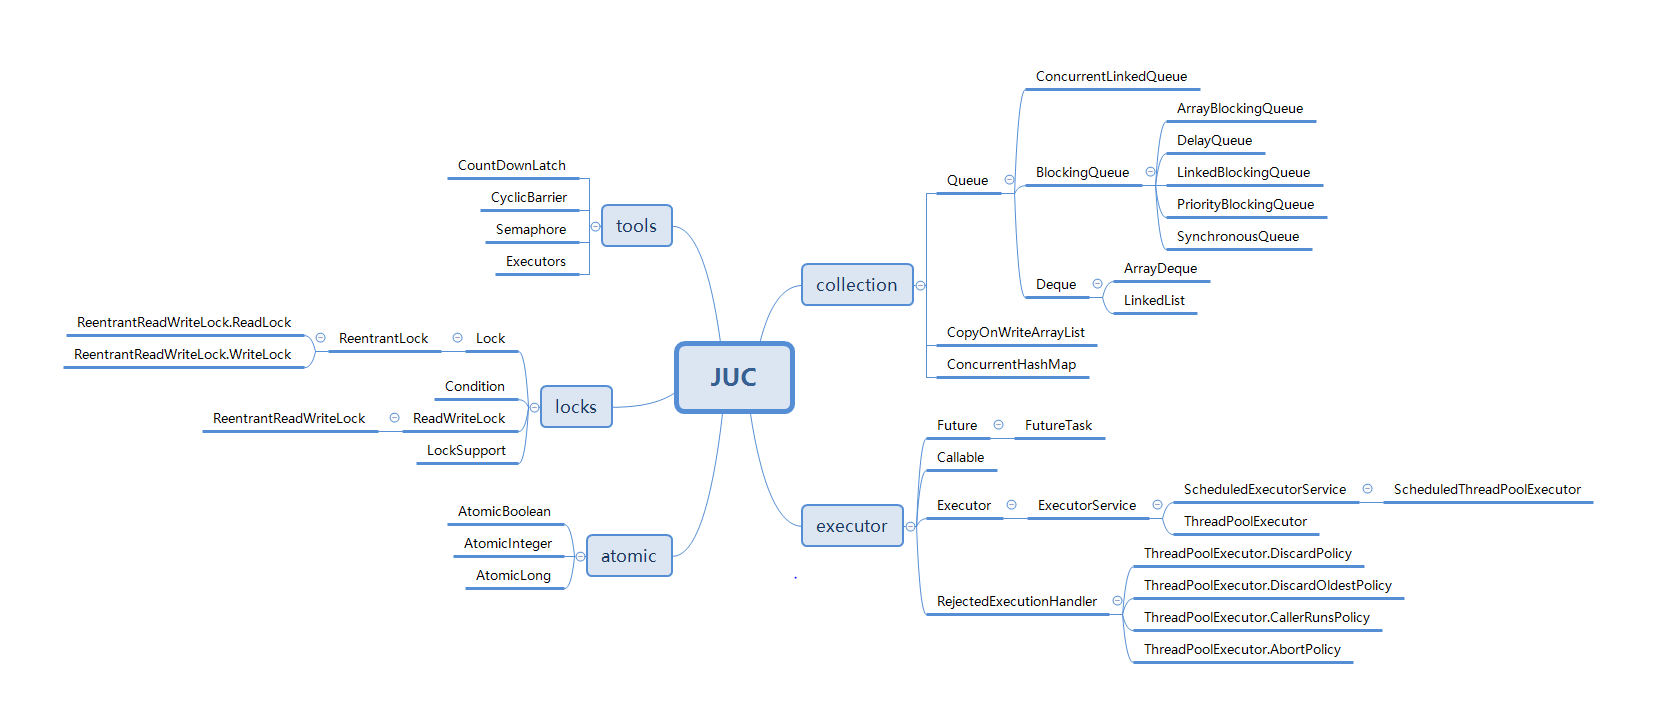 JUC
tools
CountDownLatch
CyclicBarrier
Semaphore
Executors
locks
Lock
ReentrantLock
ReentrantReadWriteLock.ReadLock
ReentrantReadWriteLock.WriteLock
Condition
ReadWriteLock
ReentrantReadWriteLock
LockSupport
atomic
AtomicBoolean
AtomicInteger
AtomicLong
collection
Queue
ConcurrentLinkedQueue
BlockingQueue
ArrayBlockingQueue
DelayQueue
LinkedBlockingQueue
PriorityBlockingQueue
SynchronousQueue
Deque
ArrayDeque
LinkedList
CopyOnWriteArrayList
ConcurrentHashMap
executor
Future
FutureTask
Callable
Executor
ExecutorService
ScheduledExecutorService
ScheduledThreadPoolExecutor
ThreadPoolExecutor
RejectedExecutionHandler
ThreadPoolExecutor.DiscardPolicy
ThreadPoolExecutor.DiscardOldestPolicy
ThreadPoolExecutor.CallerRunsPolicy
ThreadPoolExecutor.AbortPolicy